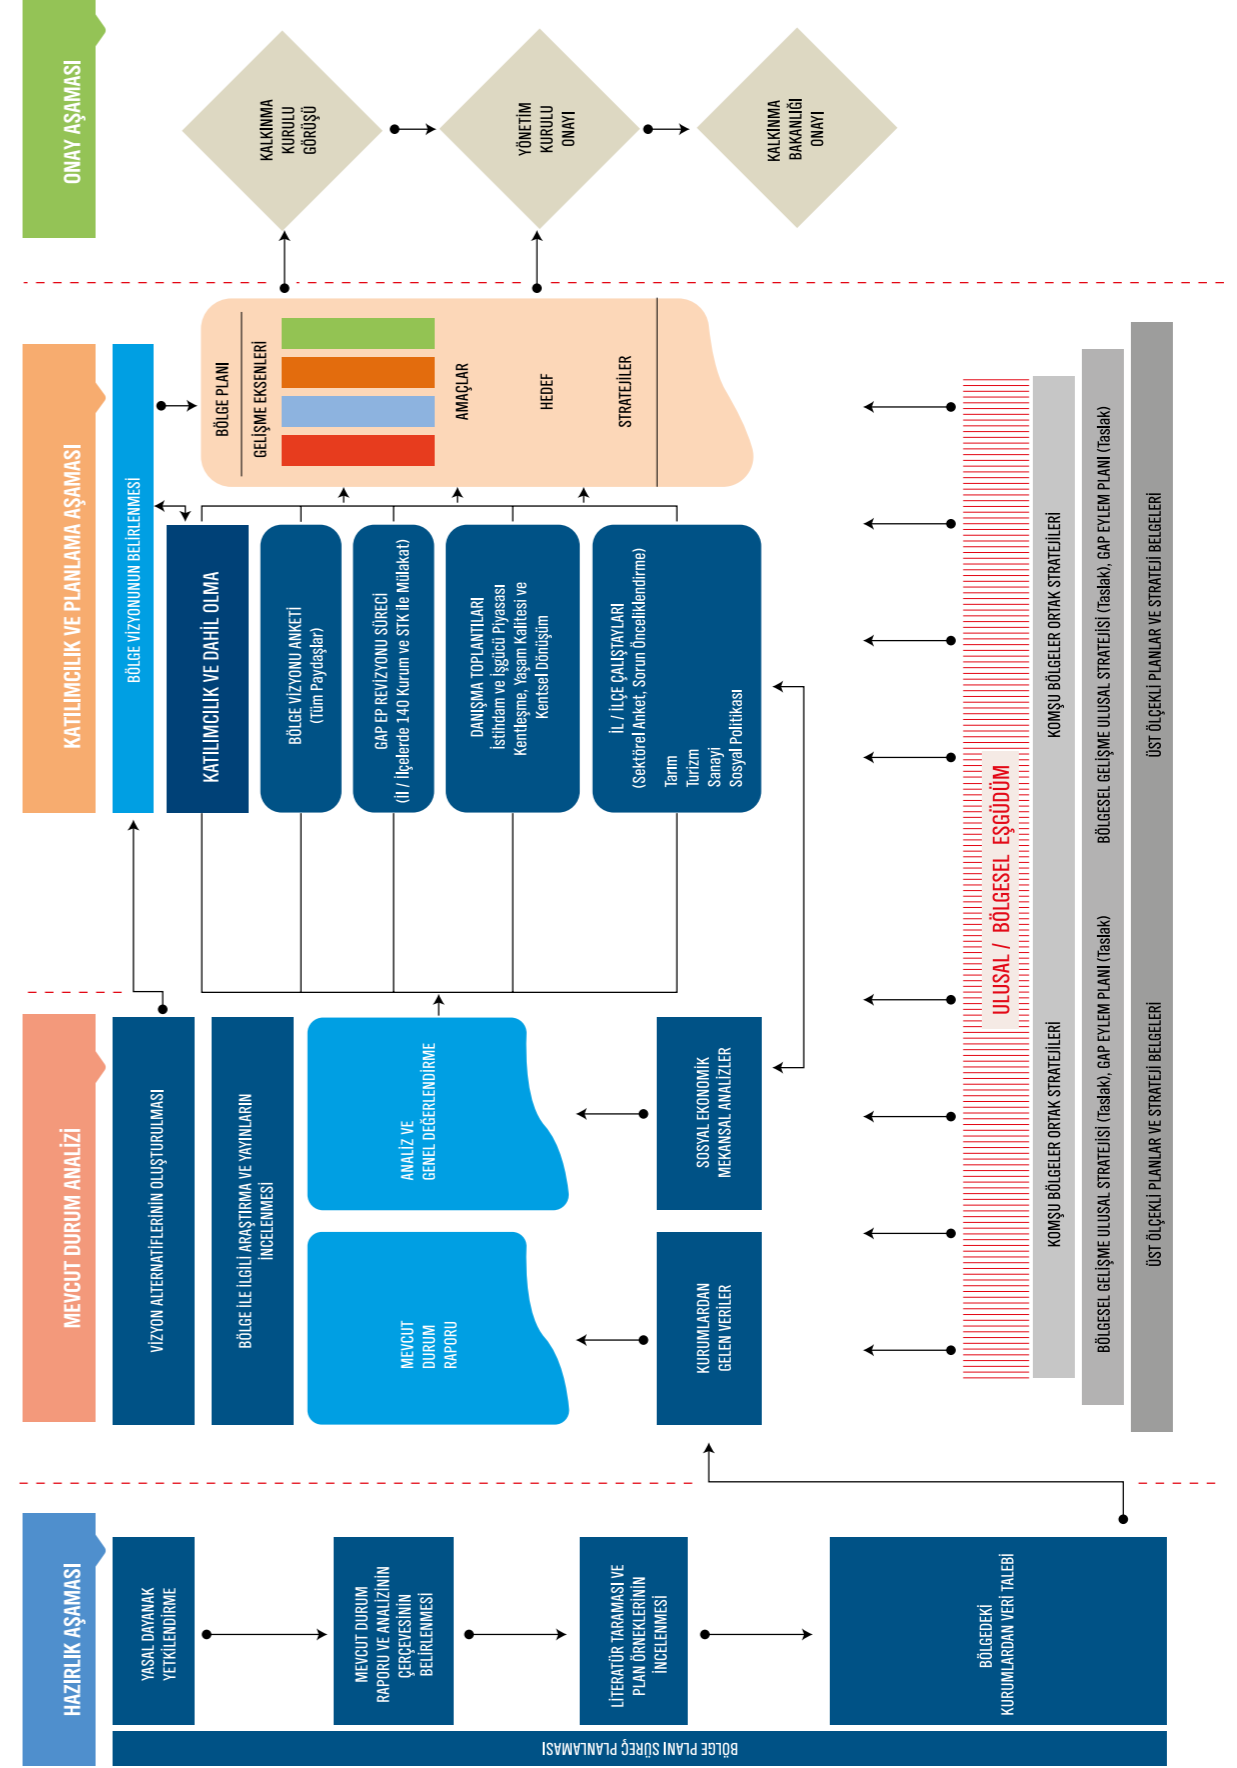 HAZIRLIK AŞAMASI
YASAL DAYANAK
YETKİLENDİRME
MEVCUT DURUM
RAPORU VE ANALİZİNİN
ÇERÇEVESİNİN
BELİRLENMESİ
LİTERATÜR TARAMASI VE
PLAN ÖRNEKLERİNİN
İNCELENMESİ
BÖLGEDEKİ
KURUMLARDAN VERİ TALEBİ
BÖLGE PLANI SÜREÇ PLANLAMASI
MEVCUT DURUM ANALİZİ
VİZYON ALTERNATİFLERİNİN OLUŞTURULMASI
BÖLGE İLE İLGİLİ ARAŞTIRMA VE YAYINLARIN
İNCELENMESİ
MEVCUT
DURUM
RAPORU
ANALİZ VE
GENEL DEĞERLENDİRME
KURUMLARDAN
GELEN VERİLER
SOSYAL EKONOMİK
MEKANSAL ANALİZLER
KATILIMCILIK VE PLANLAMA AŞAMASI
BÖLGE VİZYONUNUN BELİRLENMESİ
KATILIMCILIK VE DAHİL OLMA
BÖLGE VİZYONU ANKETİ
(Tüm Paydaşlar)
GAP EP REVİZYONU SÜRECİ
(İl / İlçelerde 140 Kurum ve STK ile Mülakat)
DANIŞMA TOPLANTILARI
İstihdam ve İşgücü Piyasası
Kentleşme, Yaşam Kalitesi ve
Kentsel Dönüşüm
İL / İLÇE ÇALIŞTAYLARI
(Sektörel Anket, Sorun Önceliklendirme)
Tarım
Turizm
Sanayi
Sosyal Politikası
BÖLGE PLANI
GELİŞME EKSENLERİ
AMAÇLAR
HEDEF
STRATEJİLER
ONAY AŞAMASI
KALKINMA
KURULU
GÖRÜŞÜ
YÖNETİM
KURULU
ONAYI
KALKINMA
BAKANLIĞI
ONAYI
ULUSAL / BÖLGESEL EŞGÜDÜM
KOMŞU BÖLGELER ORTAK STRATEJİLERİ
KOMŞU BÖLGELER ORTAK STRATEJİLERİ
BÖLGESEL GELİŞME ULUSAL STRATEJİSİ (Taslak), GAP EYLEM PLANI (Taslak)
BÖLGESEL GELİŞME ULUSAL STRATEJİSİ (Taslak), GAP EYLEM PLANI (Taslak)
ÜST ÖLÇEKLİ PLANLAR VE STRATEJİ BELGELERİ
ÜST ÖLÇEKLİ PLANLAR VE STRATEJİ BELGELERİ